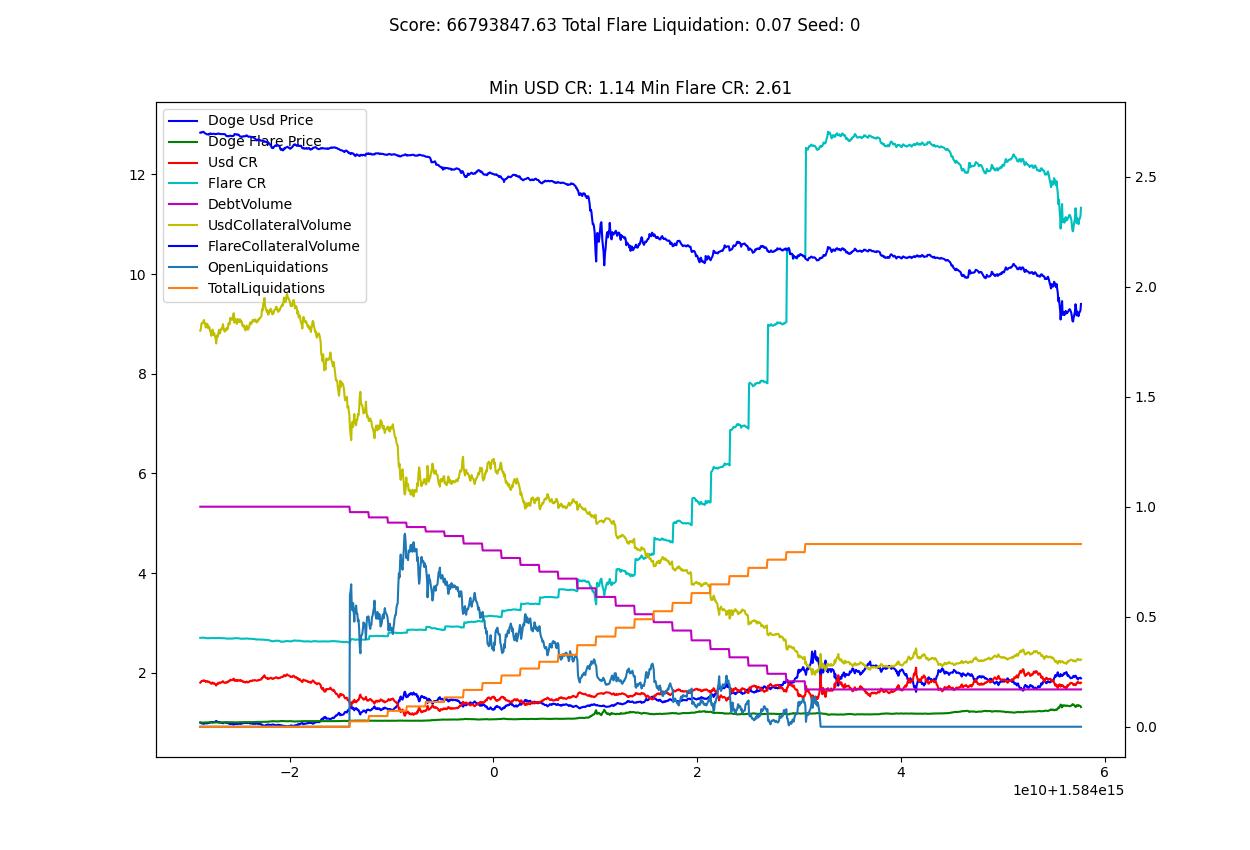 Score: 66793847.63 Total Flare Liquidation: 0.07 Seed: 0
Min USD CR: 1.14 Min Flare CR: 2.61
Doge Usd Price
Doge Flare Price
Usd CR
Flare CR
DebtVolume
UsdCollateralVolume
FlareCollateralVolume
OpenLiquidations
TotalLiquidations
12
10
8
6
4
2
2.5
2.0
1.5
1.0
0.5
0.0
−2
0
2
4
6
1e10+1.584e15